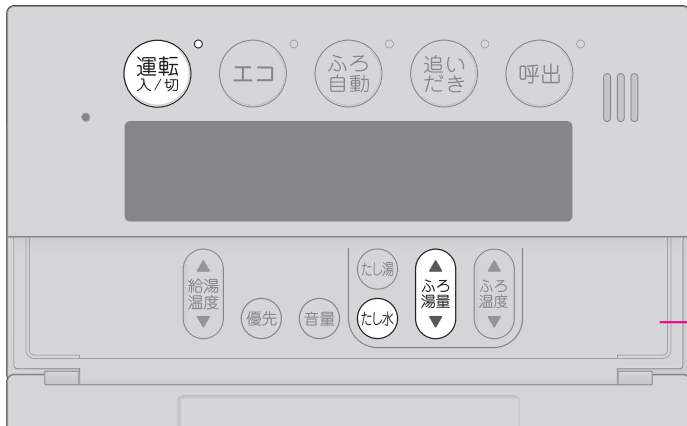 運転
入/切
エコ
ふろ
自動
追い
だき
呼出
▲
給湯
温度
▼
優先
音量
たし湯
たし水
▲
ふろ
湯量
▼
▲
ふろ
温度
▼